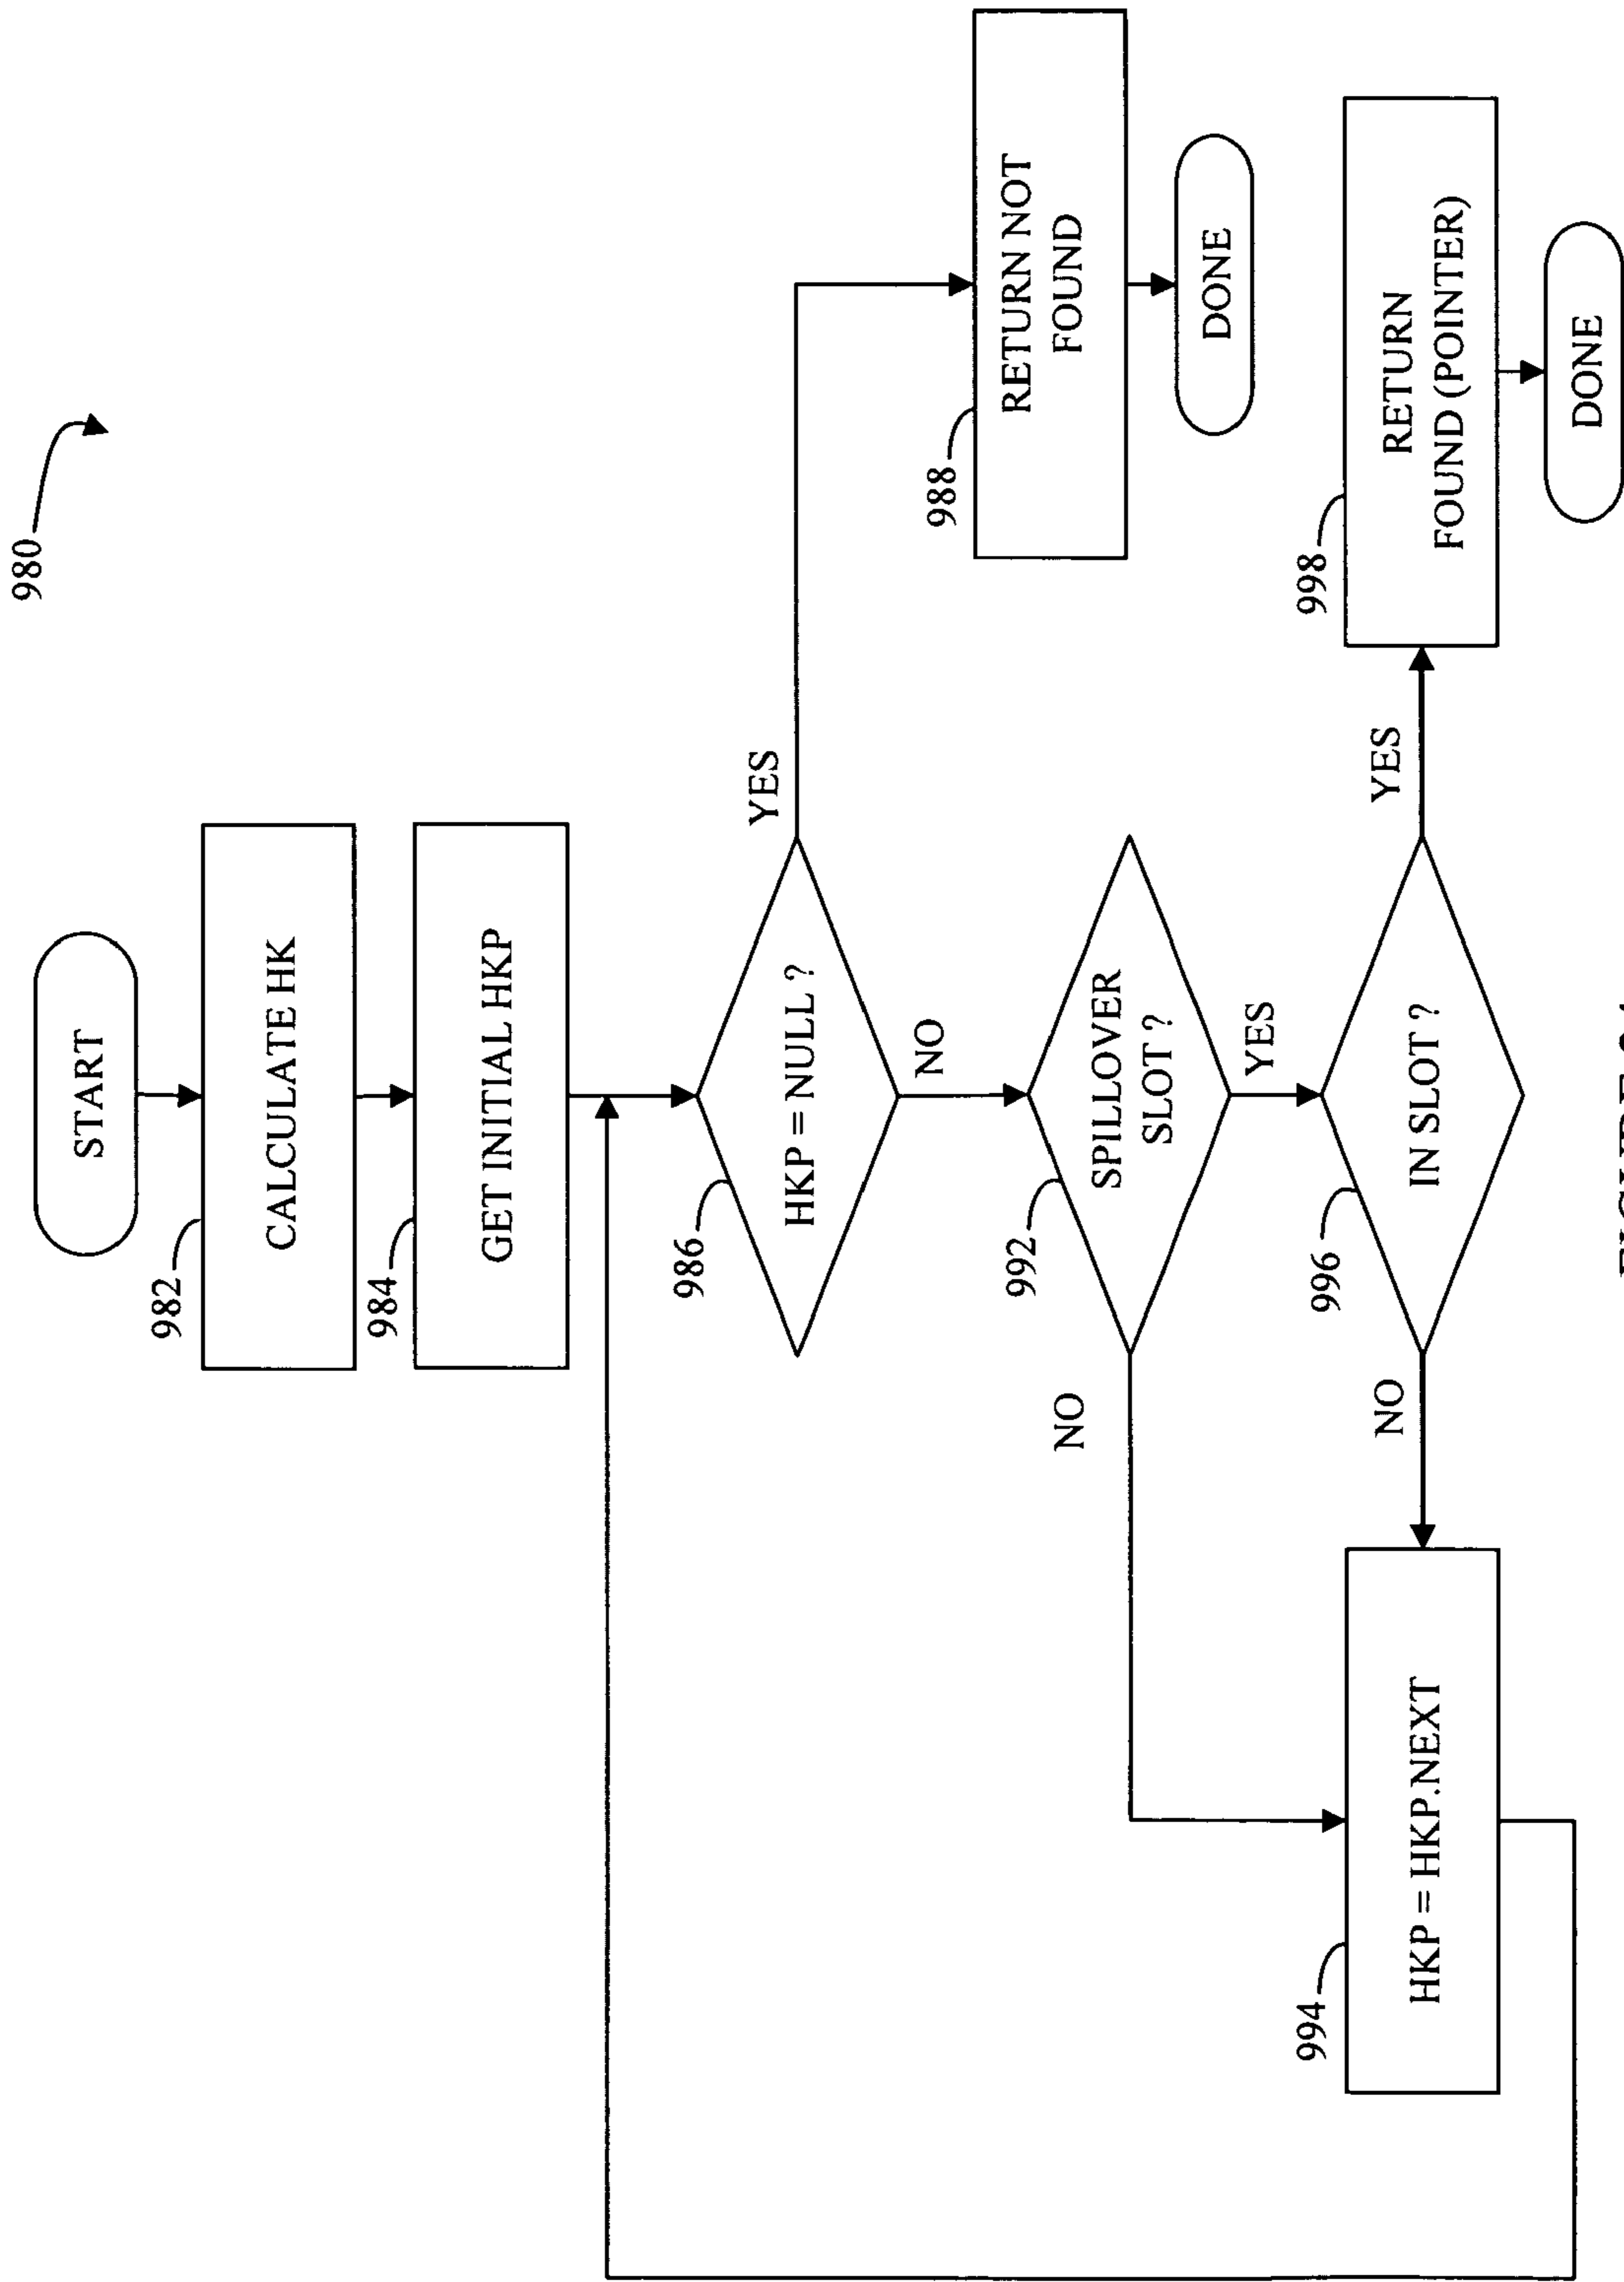 980
START
982
CALCULATE HK
984
GET INITIAL HKP
986
HKP = NULL ?
YES
NO
988
RETURN NOT
FOUND
DONE
992
SPILLOVER
SLOT ?
NO
YES
996
IN SLOT ?
NO
YES
994
HKP = HKP.NEXT
998
RETURN
FOUND (POINTER)
DONE